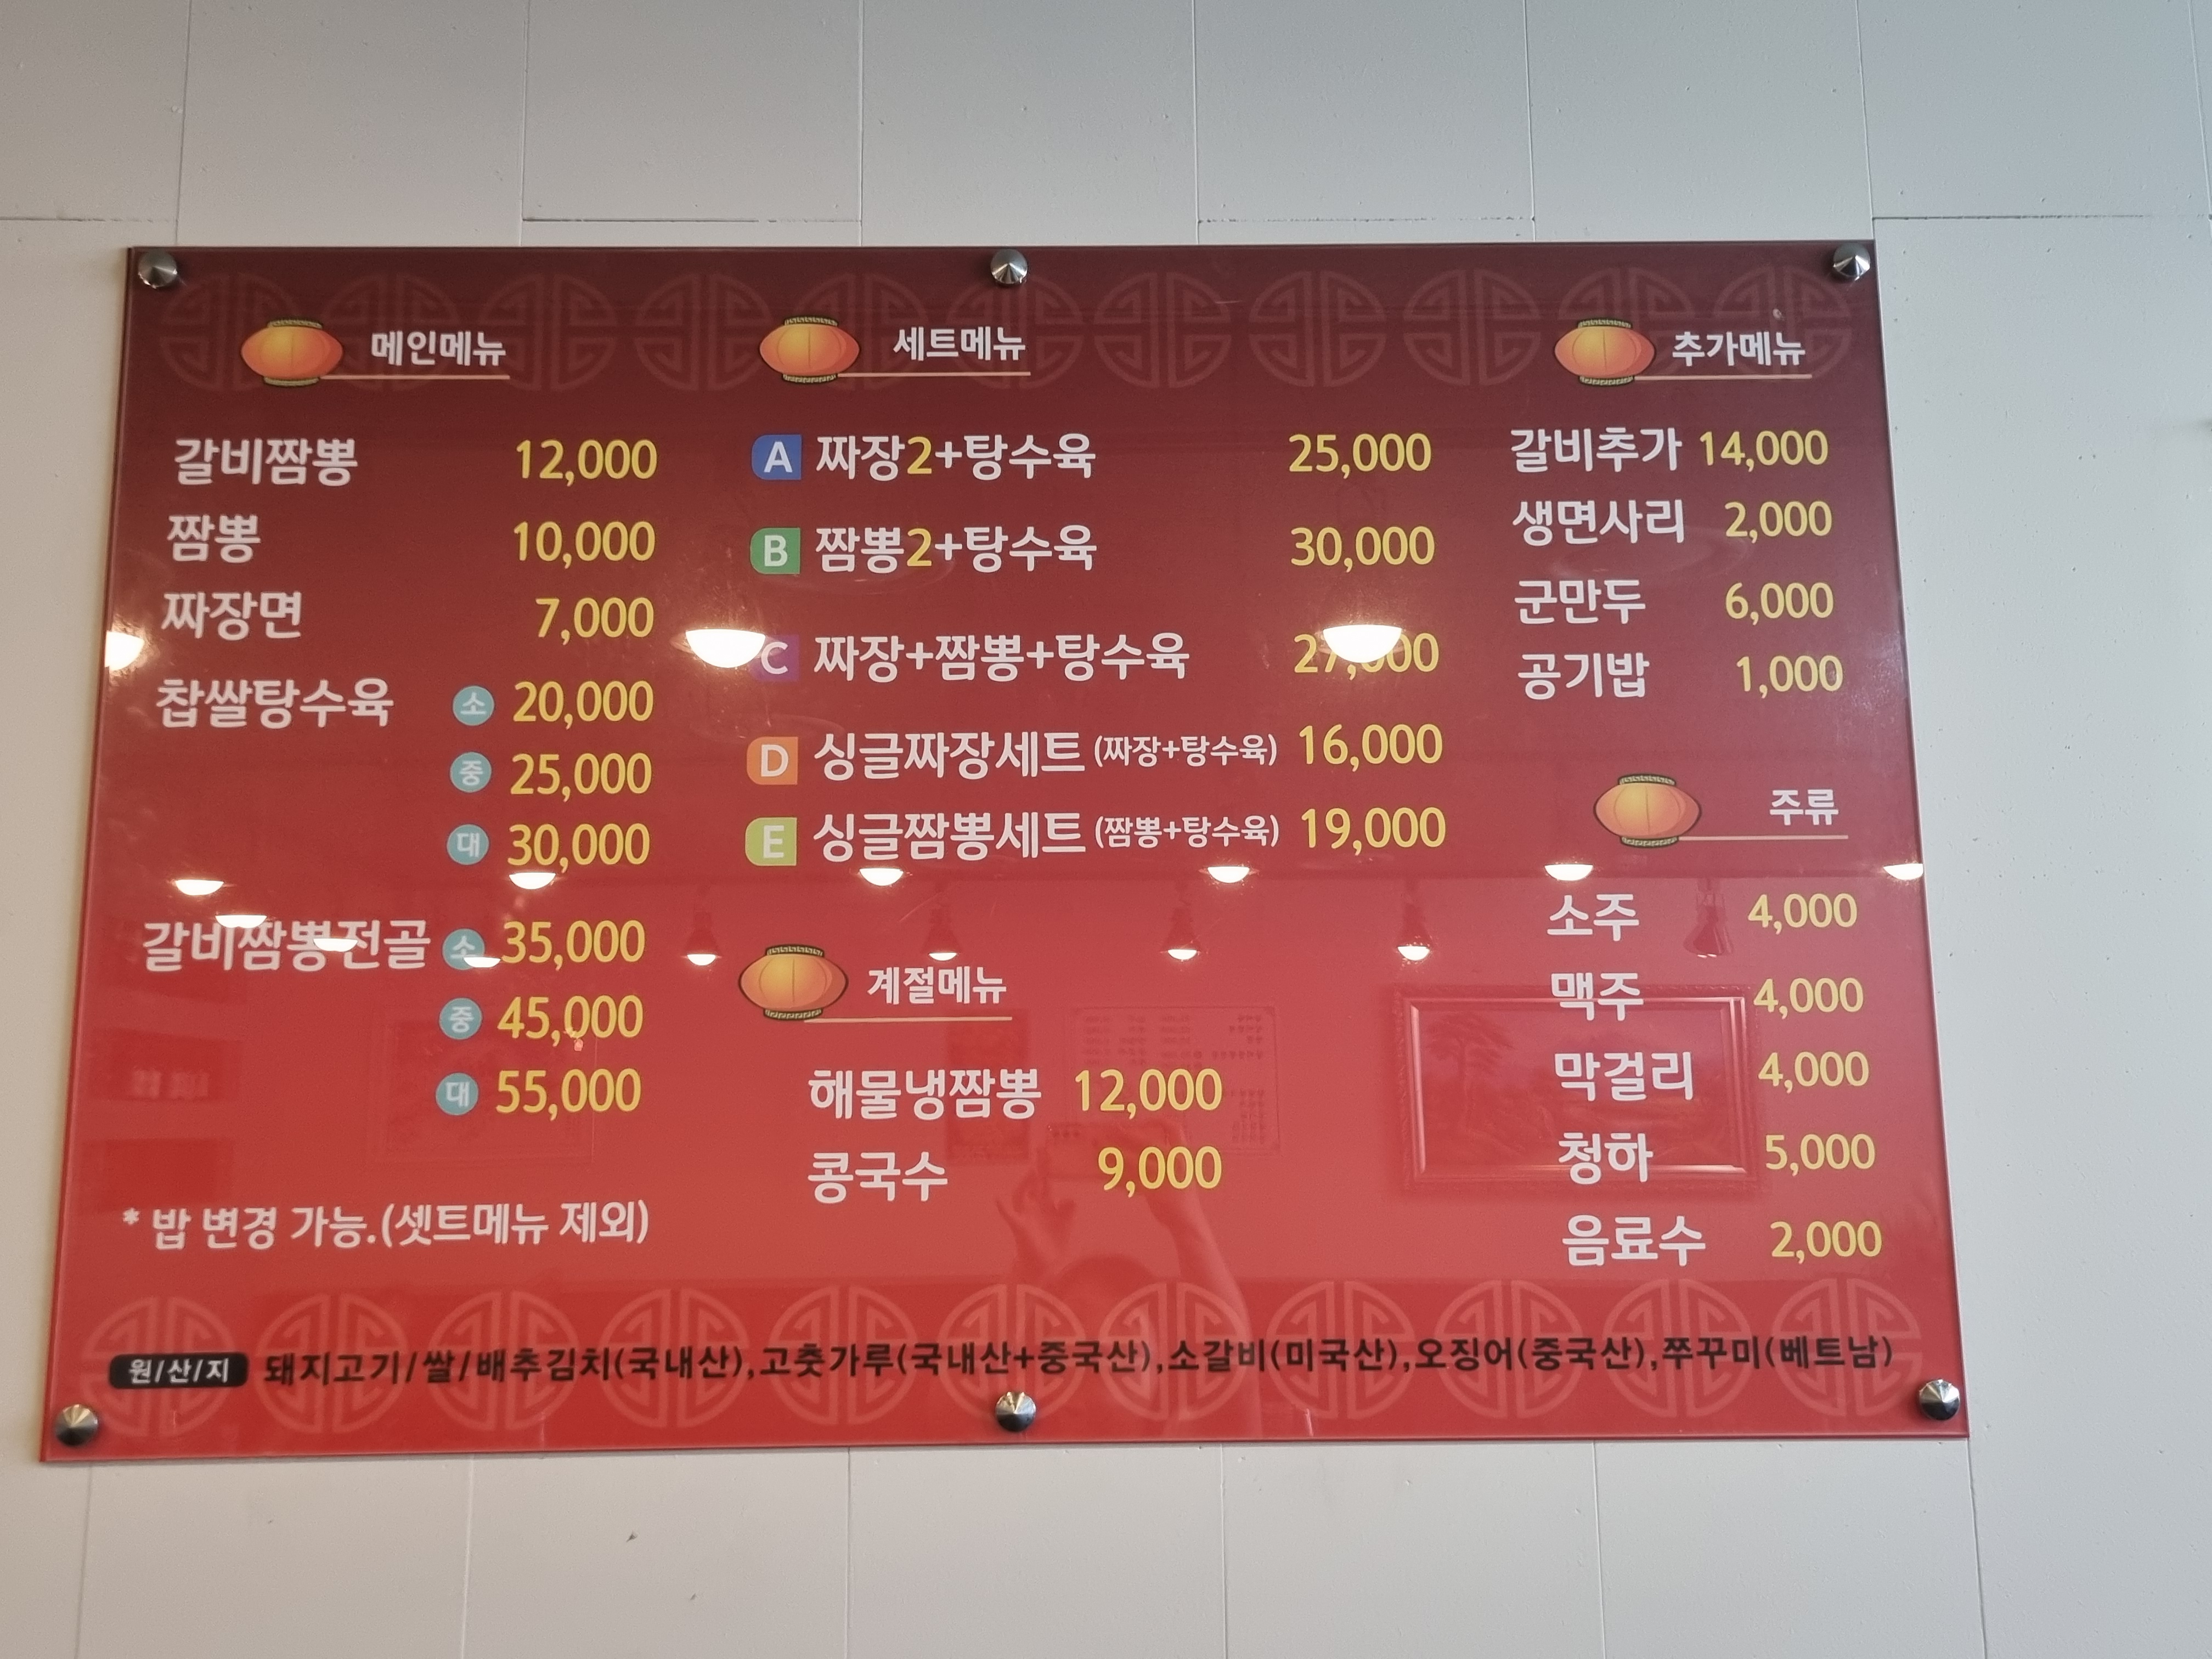 메인메뉴
갈비짬뽕 12,000
짬뽕 10,000
짜장면 7,000
찹쌀탕수육 소 20,000
중 25,000
대 30,000
갈비짬뽕전골 소 35,000
중 45,000
대 55,000
* 밥 변경 가능.(셋트메뉴 제외)
세트메뉴
A 짜장2+탕수육 25,000
B 짬뽕2+탕수육 30,000
C 짜장+짬뽕+탕수육 27,000
D 싱글짜장세트 (짜장+탕수육) 16,000
E 싱글짬뽕세트 (짬뽕+탕수육) 19,000
계절메뉴
해물냉짬뽕 12,000
콩국수 9,000
추가메뉴
갈비추가 14,000
생면사리 2,000
군만두 6,000
공기밥 1,000
주류
소주 4,000
맥주 4,000
막걸리 4,000
청하 5,000
음료수 2,000
원/산/지 돼지고기/쌀/배추김치(국내산),고춧가루(국내산+중국산),소갈비(미국산),오징어(중국산),쭈꾸미(베트남)